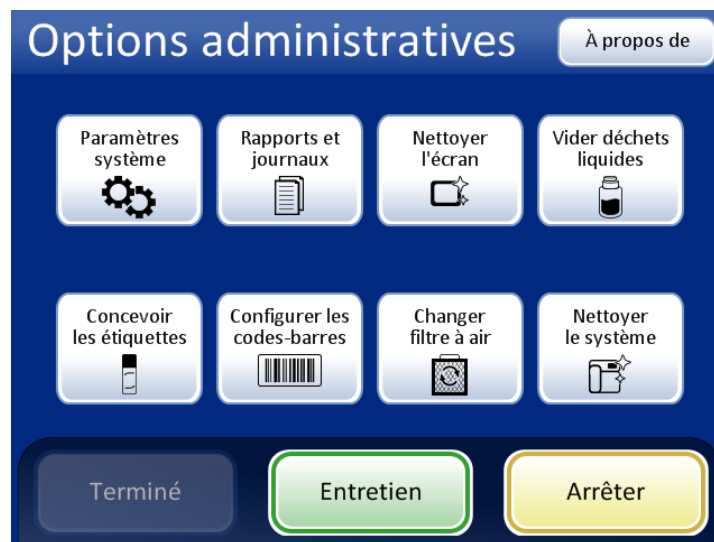 Options administratives
À propos de
Paramètres
système
Rapports et
journaux
Nettoyer
l'écran
Vider déchets
liquides
Concevoir
les étiquettes
Configurer les
codes-barres
Changer
filtre à air
Nettoyer
le système
Terminé
Entretien
Arrêter